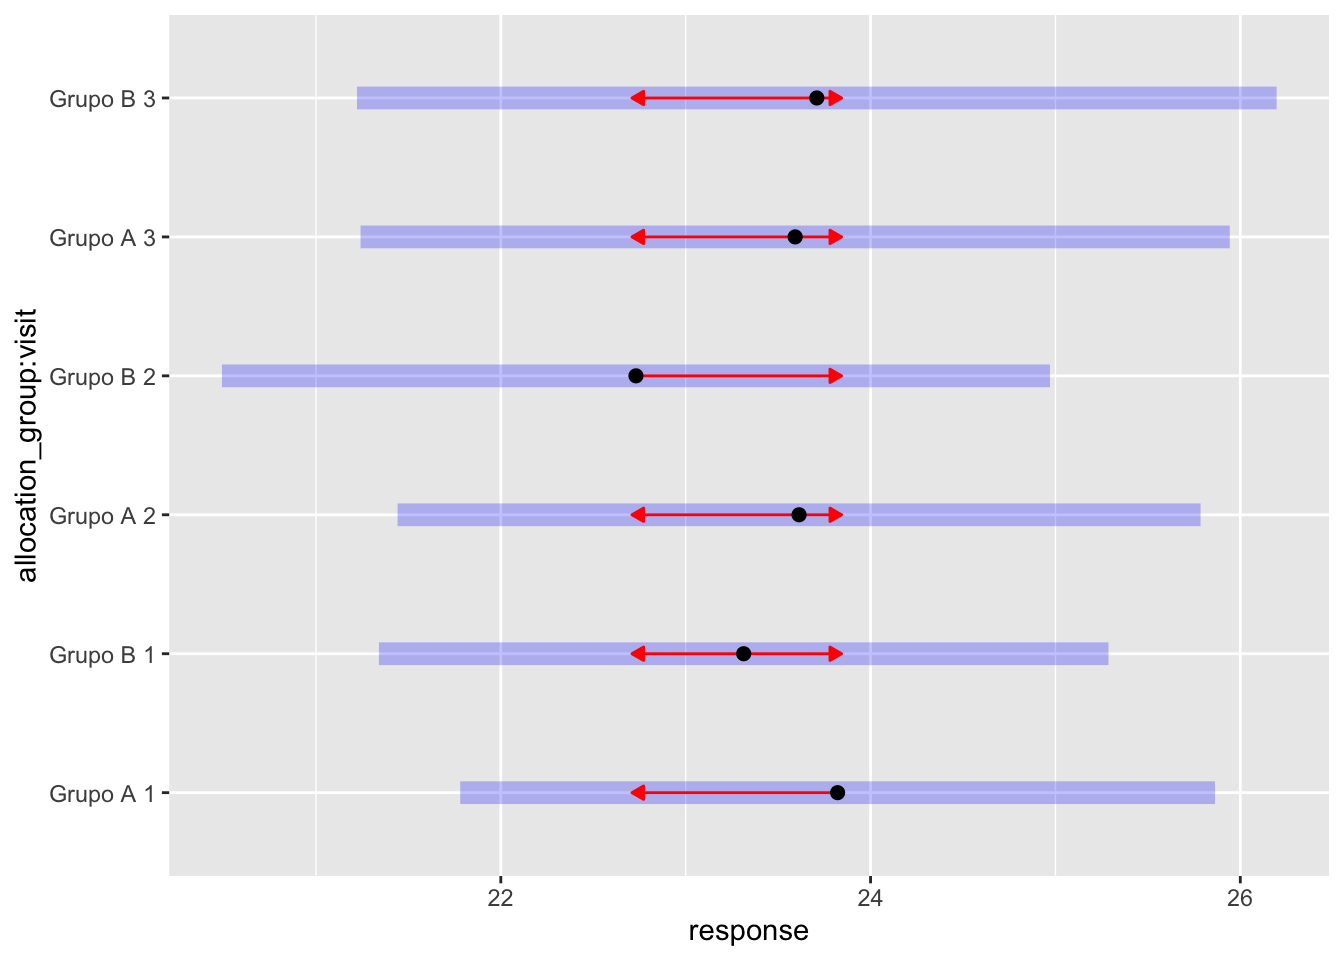 Grupo B 3
Grupo A 3
Grupo B 2
Grupo A 2
Grupo B 1
Grupo A 1
allocation_group:visit
22 24 26
response